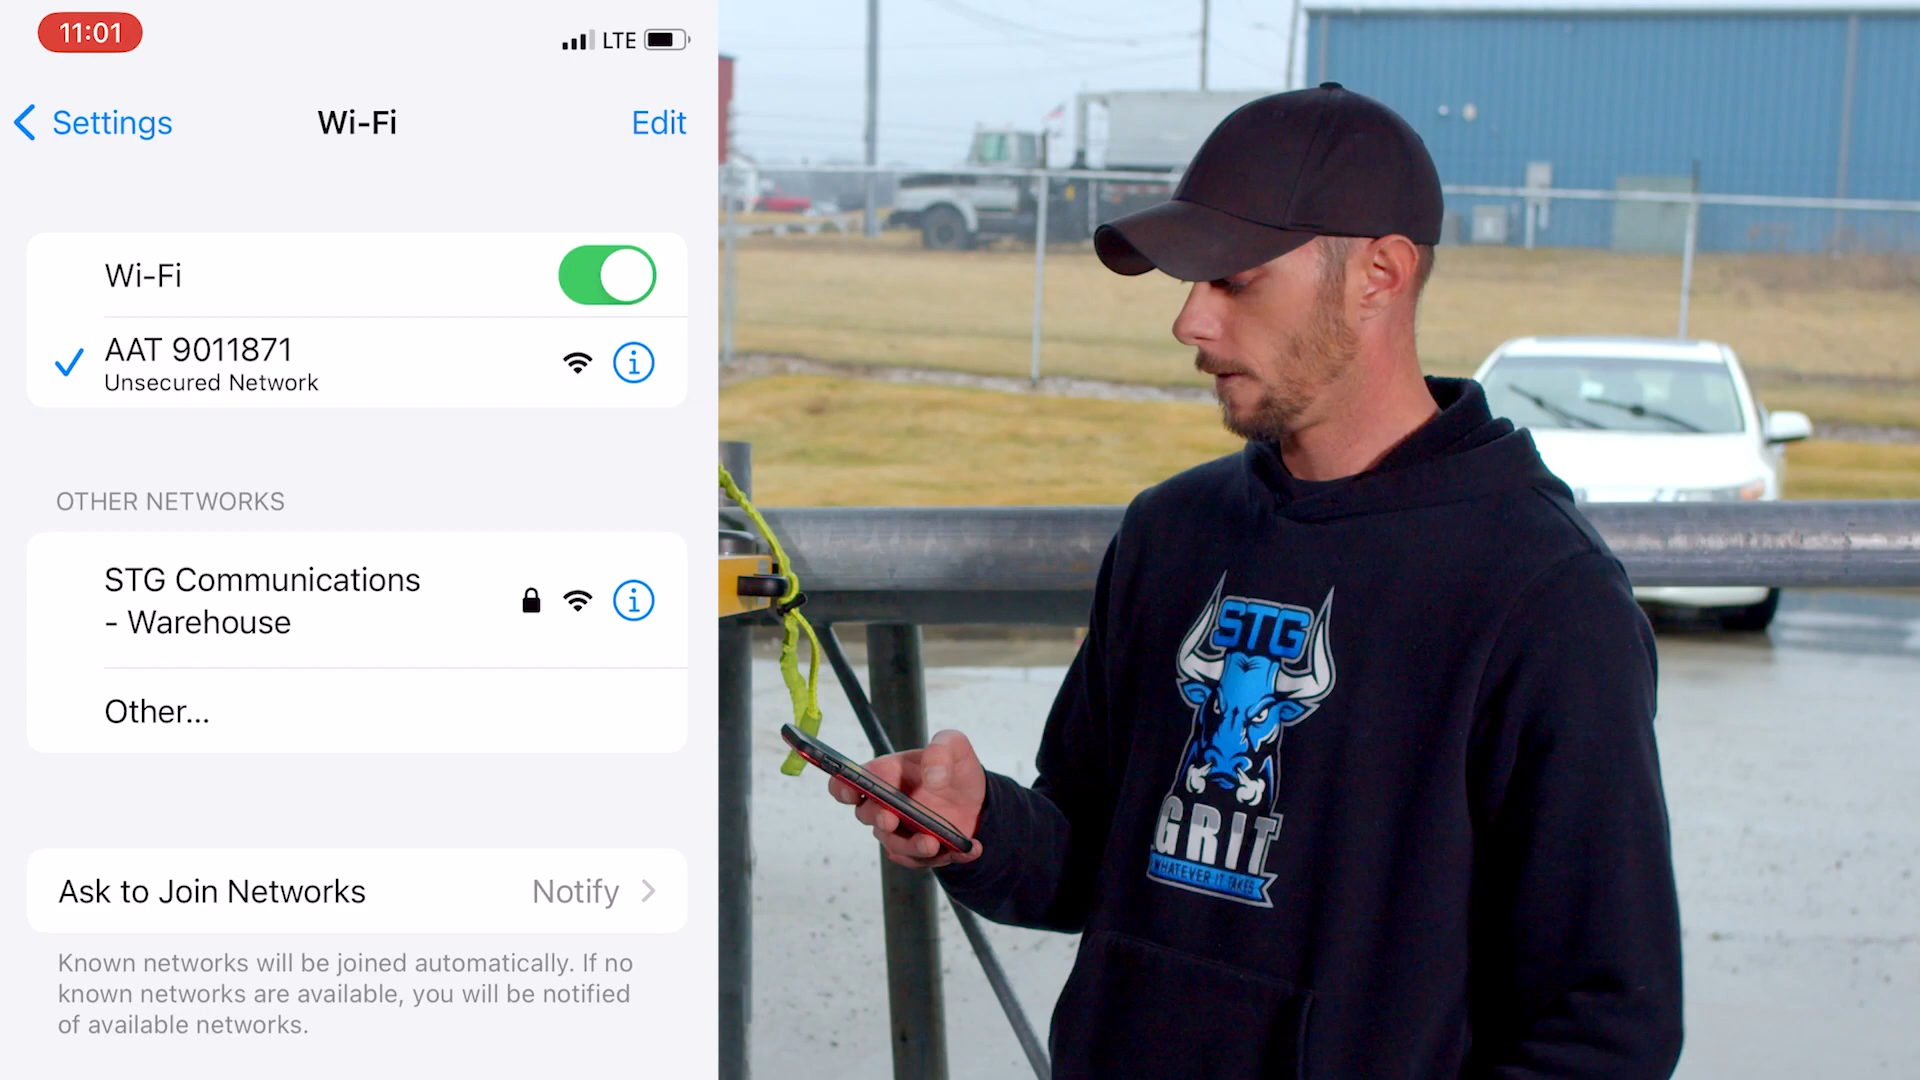 11:01
LTE
Settings
Wi-Fi
Edit
Wi-Fi
AAT 9011871
Unsecured Network
OTHER NETWORKS
STG Communications
- Warehouse
Other...
Ask to Join Networks
Notify
Known networks will be joined automatically. If no
known networks are available, you will be notified
of available networks.
STG
GRIT
WHATEVER IT TAKES